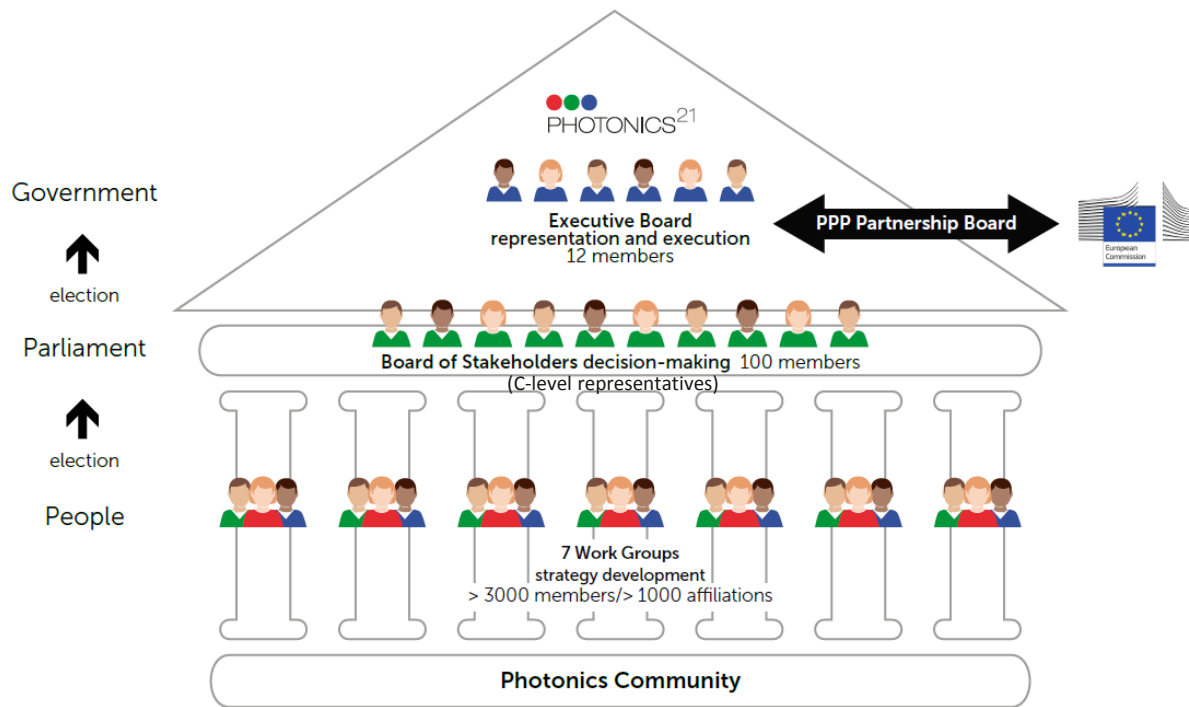 PHOTONICS²¹
Government
Executive Board
representation and execution
12 members
PPP Partnership Board
European
Commission
election
Parliament
Board of Stakeholders decision-making 100 members
(C-level representatives)
election
People
7 Work Groups
strategy development
> 3000 members/> 1000 affiliations
Photonics Community